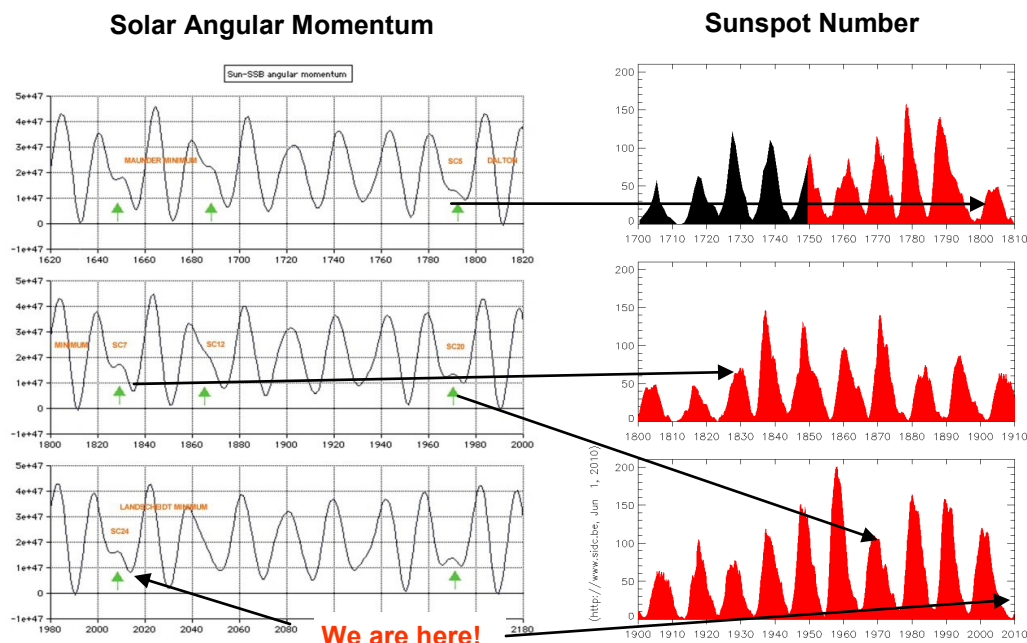 Solar Angular Momentum
Sunspot Number
Sun-SSB angular momentum
5e+47
4e+47
3e+47
2e+47
1e+47
0
-1e+47
MAUNDER MINIMUM
SC5
DALTON
1620 1640 1660 1680 1700 1720 1740 1760 1780 1800 1820
200
150
100
50
0
1700 1710 1720 1730 1740 1750 1760 1770 1780 1790 1800 1810
5e+47
4e+47
3e+47
2e+47
1e+47
0
-1e+47
MINIMUM
SC7
SC12
SC20
1800 1820 1840 1860 1880 1900 1920 1940 1960 1980 2000
200
150
100
50
0
1800 1810 1820 1830 1840 1850 1860 1870 1880 1890 1900 1910
5e+47
4e+47
3e+47
2e+47
1e+47
0
-1e+47
LANDSCHEIDT MINIMUM
SC24
2000 2020 2040 2060 2080 2180
We are here!
(http://www.sidc.be, Jun 1, 2010)
200
150
100
50
0
1900 1910 1920 1930 1940 1950 1960 1970 1980 1990 2000